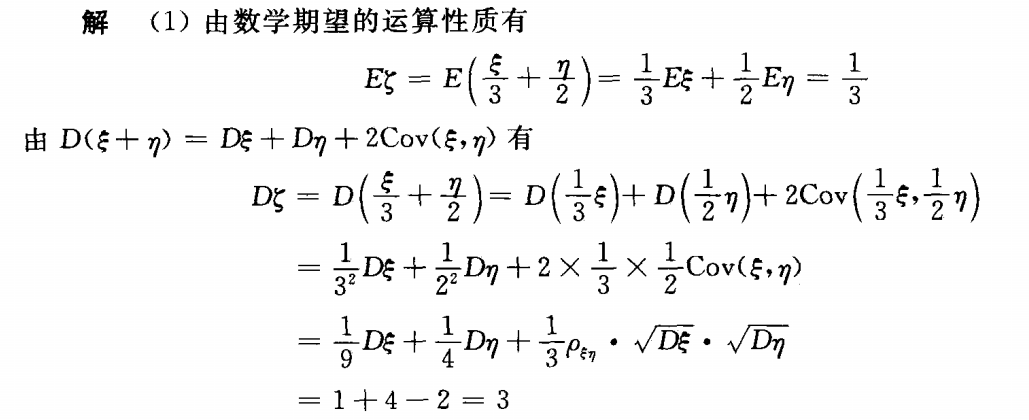 解 （1）由数学期望的运算性质有
Eζ = E(ξ/3 + η/2) = 1/3 Eξ + 1/2 Eη = 1/3
由 D(ξ + η) = Dξ + Dη + 2Cov(ξ, η) 有
Dζ = D(ξ/3 + η/2) = D(1/3 ξ) + D(1/2 η) + 2Cov(1/3 ξ, 1/2 η)
= 1/3² Dξ + 1/2² Dη + 2 × 1/3 × 1/2 Cov(ξ, η)
= 1/9 Dξ + 1/4 Dη + 1/3 ρ_ξη · √Dξ · √Dη
= 1 + 4 − 2 = 3